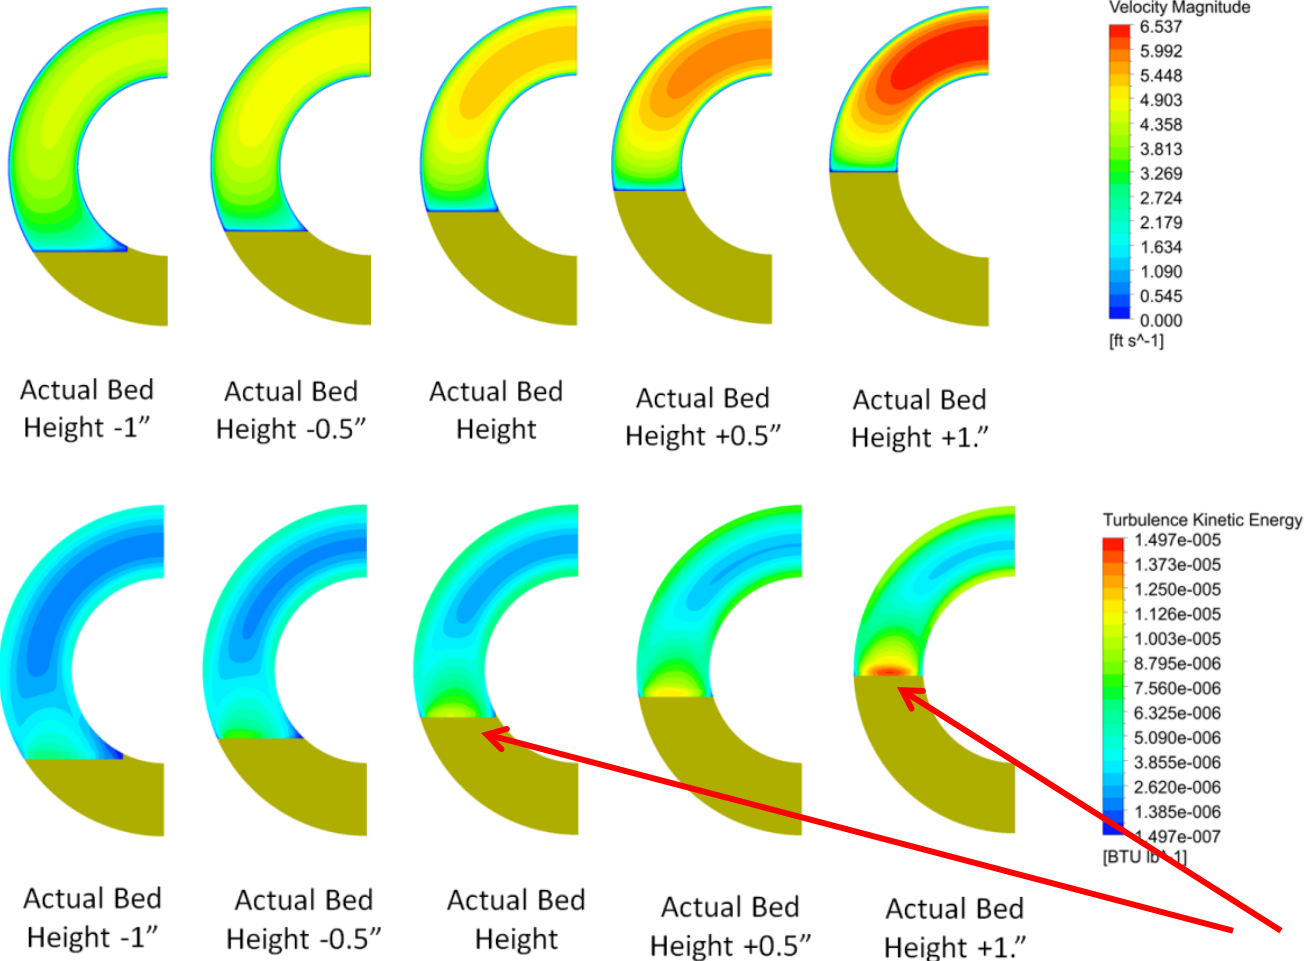 Velocity Magnitude
6.537
5.992
5.448
4.903
4.358
3.813
3.269
2.724
2.179
1.634
1.090
0.545
0.000
[ft s^-1]
Actual Bed
Height -1”
Actual Bed
Height -0.5”
Actual Bed
Height
Actual Bed
Height +0.5”
Actual Bed
Height +1.”
Turbulence Kinetic Energy
1.497e-005
1.373e-005
1.250e-005
1.126e-005
1.003e-005
8.795e-006
7.560e-006
6.325e-006
5.090e-006
3.855e-006
2.620e-006
1.385e-006
1.497e-007
[BTU lb^-1]
Actual Bed
Height -1”
Actual Bed
Height -0.5”
Actual Bed
Height
Actual Bed
Height +0.5”
Actual Bed
Height +1.”